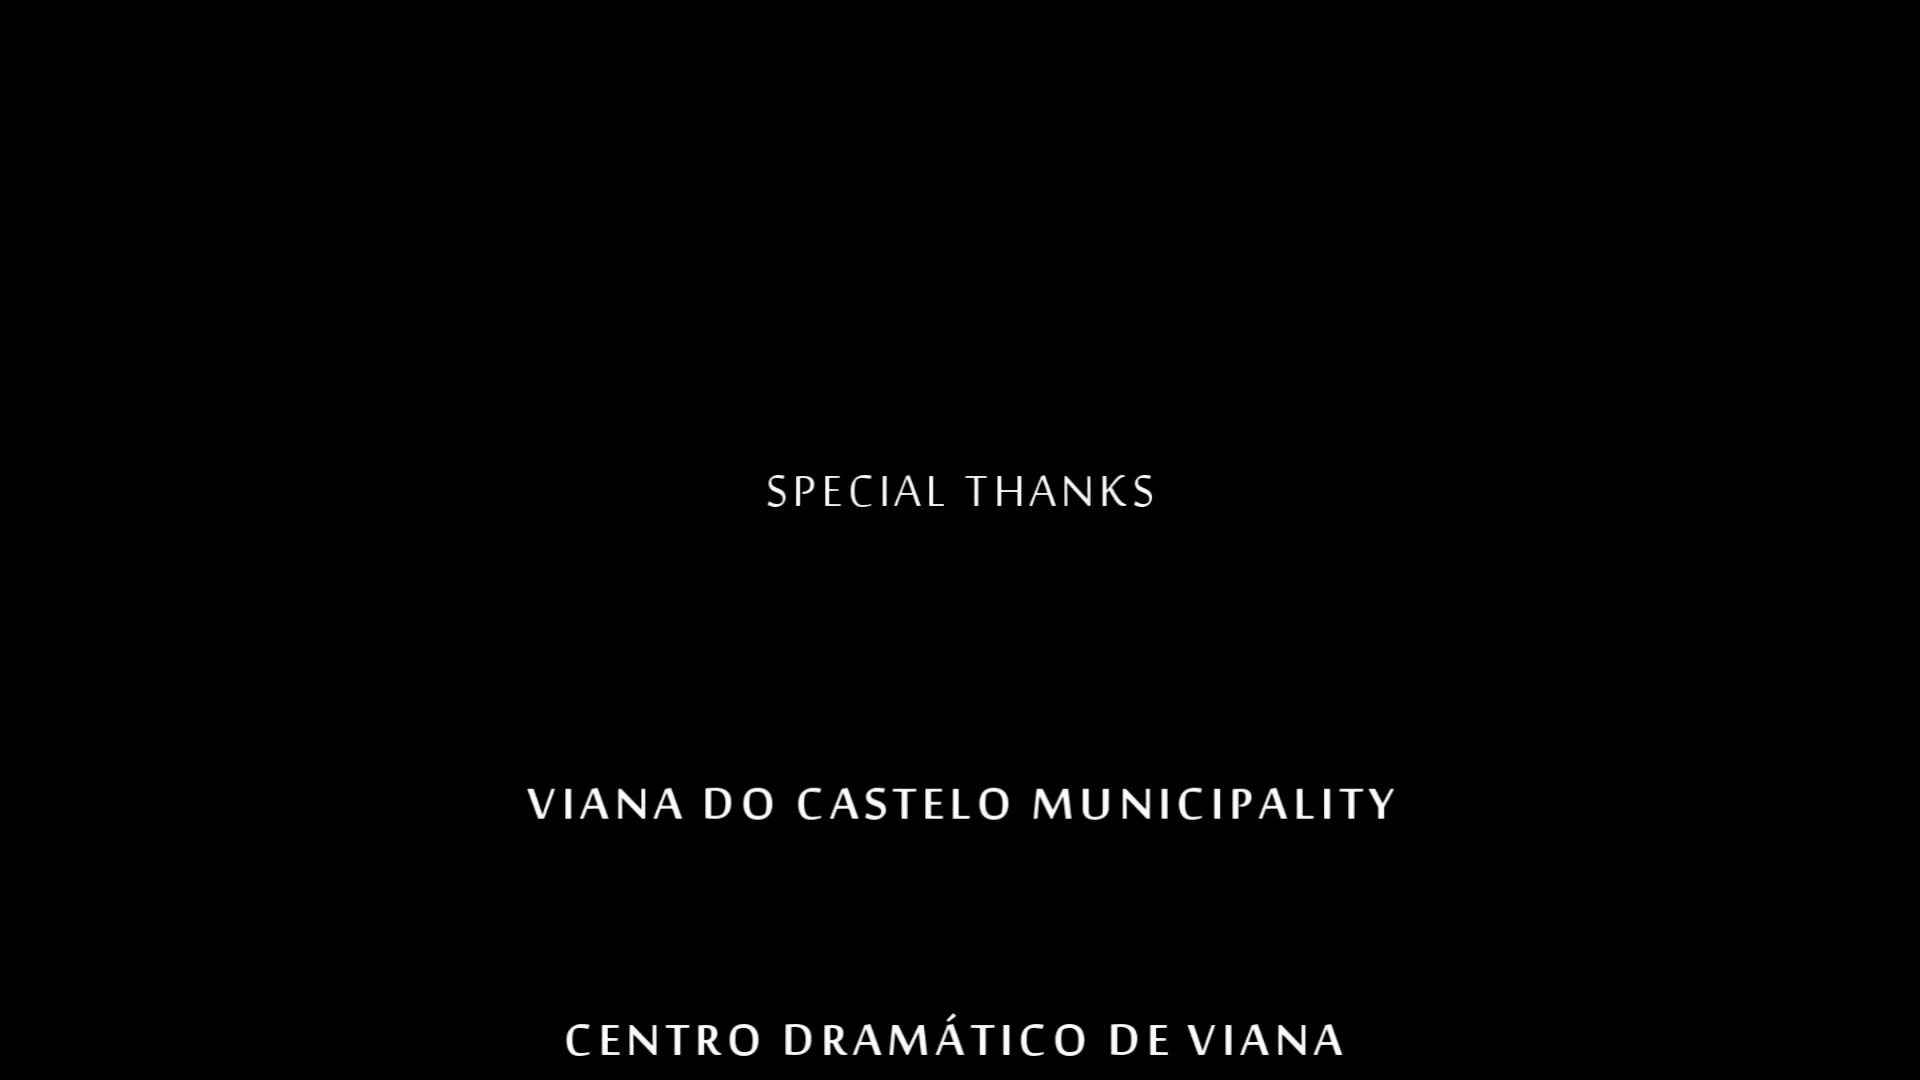 SPECIAL THANKS
VIANA DO CASTELO MUNICIPALITY
CENTRO DRAMÁTICO DE VIANA